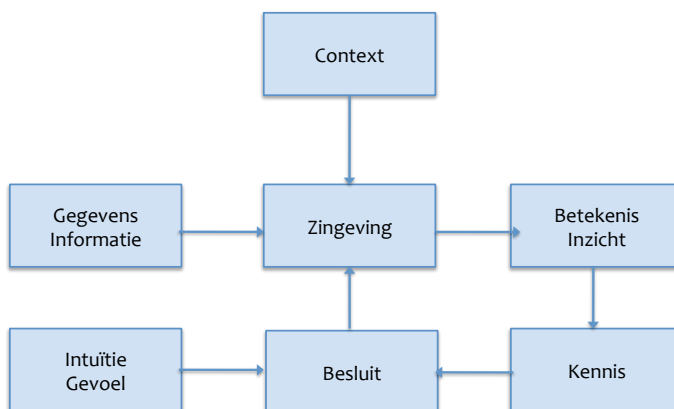 Context
Gegevens
Informatie
Zingeving
Betekenis
Inzicht
Intuïtie
Gevoel
Besluit
Kennis